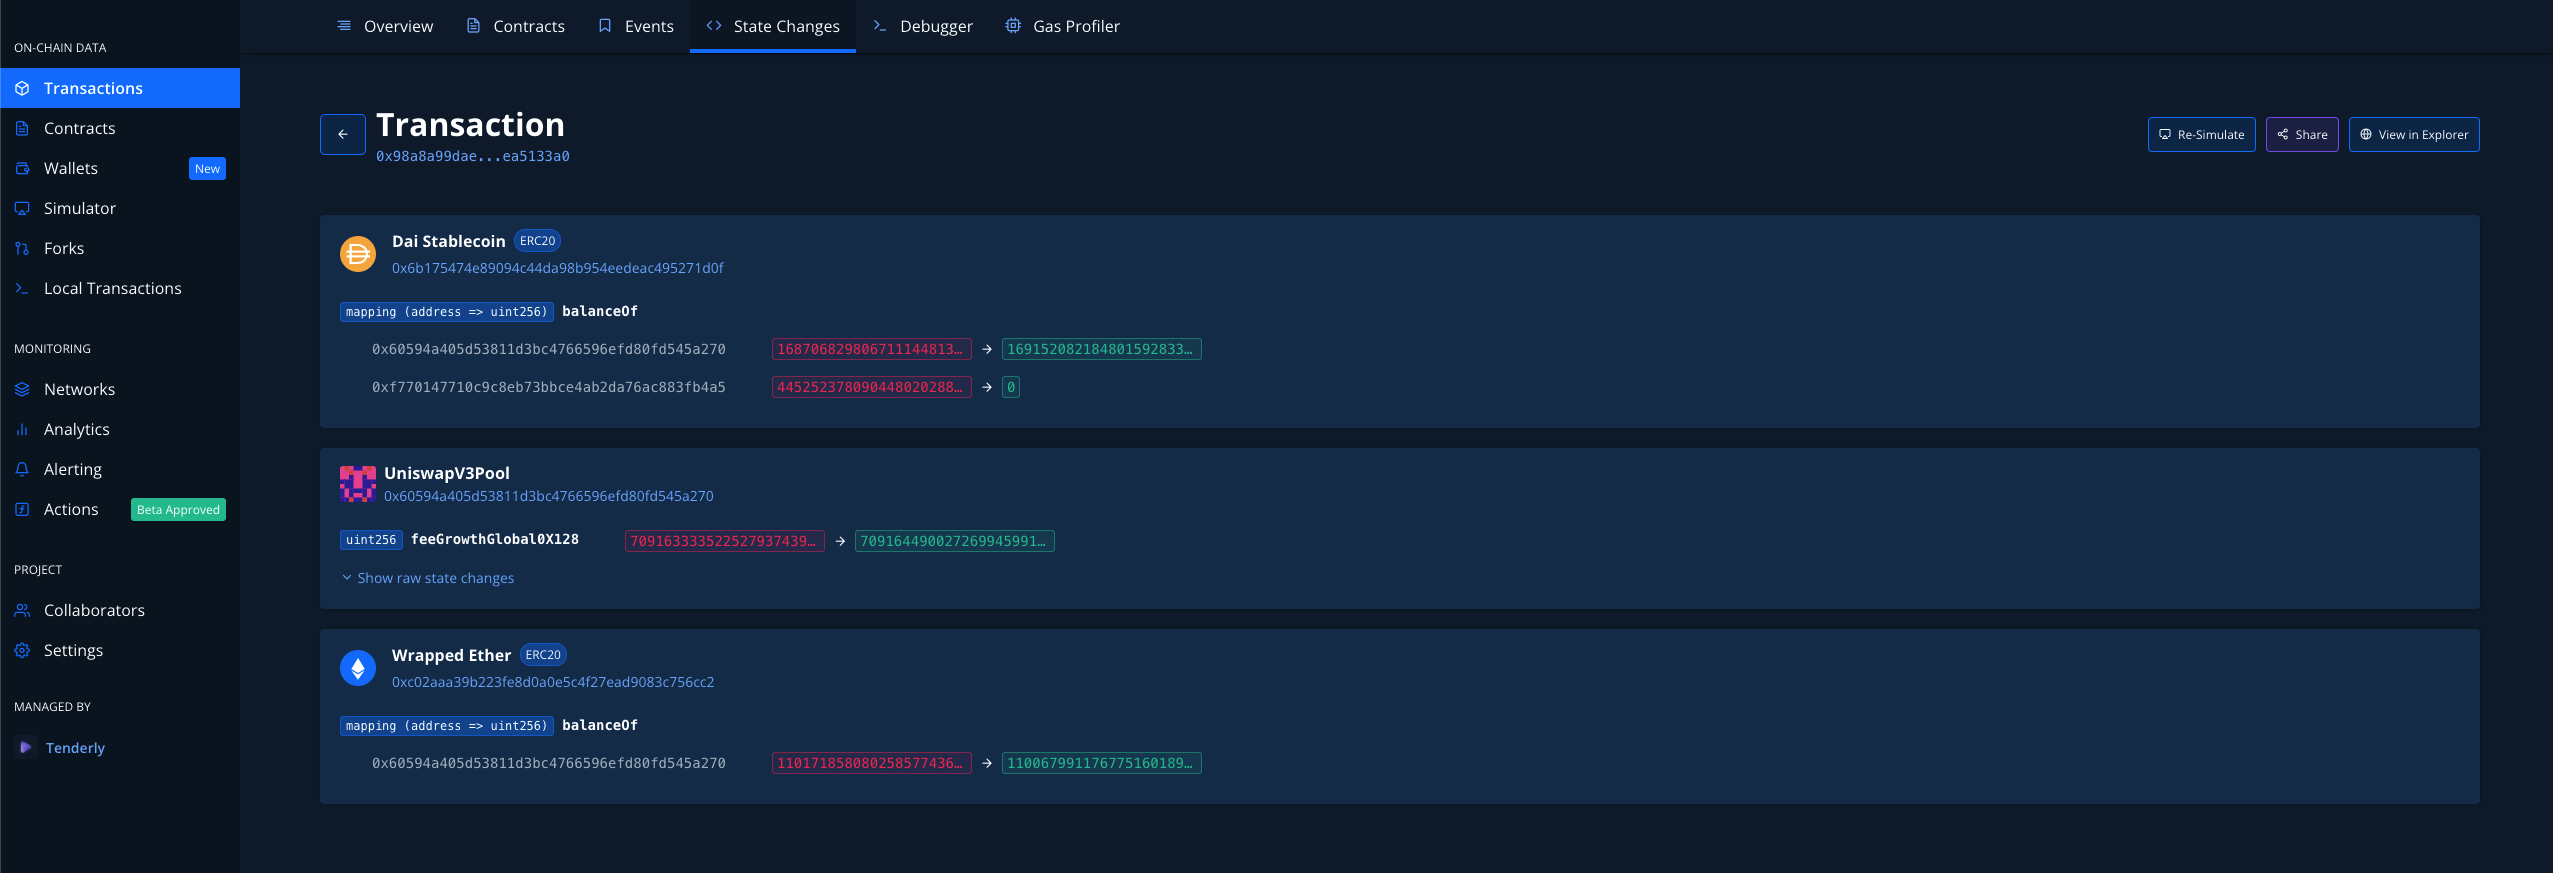 ON-CHAIN DATA
Transactions
Contracts
Wallets New
Simulator
Forks
Local Transactions
MONITORING
Networks
Analytics
Alerting
Actions Beta Approved
PROJECT
Collaborators
Settings
MANAGED BY
Tenderly
Overview Contracts Events State Changes Debugger Gas Profiler
Transaction
0x98a8a99dae...ea5133a0
Re-Simulate Share View in Explorer
Dai Stablecoin ERC20
0x6b175474e89094c44da98b954eedeac495271d0f
mapping (address => uint256) balanceOf
0x60594a405d53811d3bc4766596efd80fd545a270 168706829806711144813… → 169152082184801592833…
0xf770147710c9c8eb73bbce4ab2da76ac883fb4a5 445252378090448020288… → 0
UniswapV3Pool
0x60594a405d53811d3bc4766596efd80fd545a270
uint256 feeGrowthGlobal0X128 709163333522527937439… → 709164490027269945991…
Show raw state changes
Wrapped Ether ERC20
0xc02aaa39b223fe8d0a0e5c4f27ead9083c756cc2
mapping (address => uint256) balanceOf
0x60594a405d53811d3bc4766596efd80fd545a270 110171858080258577436… → 110067991176775160189…